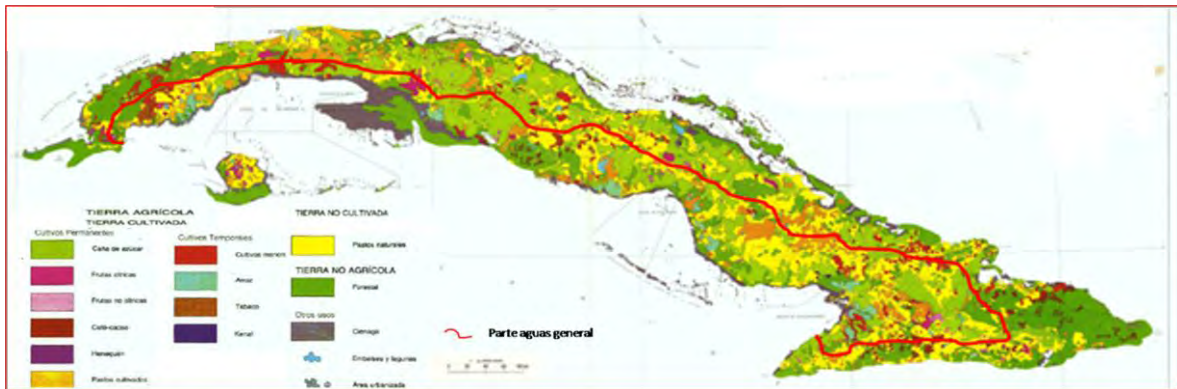 TIERRA AGRÍCOLA
TIERRA CULTIVADA
Cultivos Permanentes
Caña de azúcar
Frutas cítricas
Frutas no cítricas
Café-cacao
Henequén
Pastos cultivados
Cultivos Temporales
Cultivos menores
Arroz
Tabaco
Kenaf
TIERRA NO CULTIVADA
Pastos naturales
TIERRA NO AGRÍCOLA
Forestal
Otros usos
Ciénaga
Embalses y lagunas
Área urbanizada
Parte aguas general